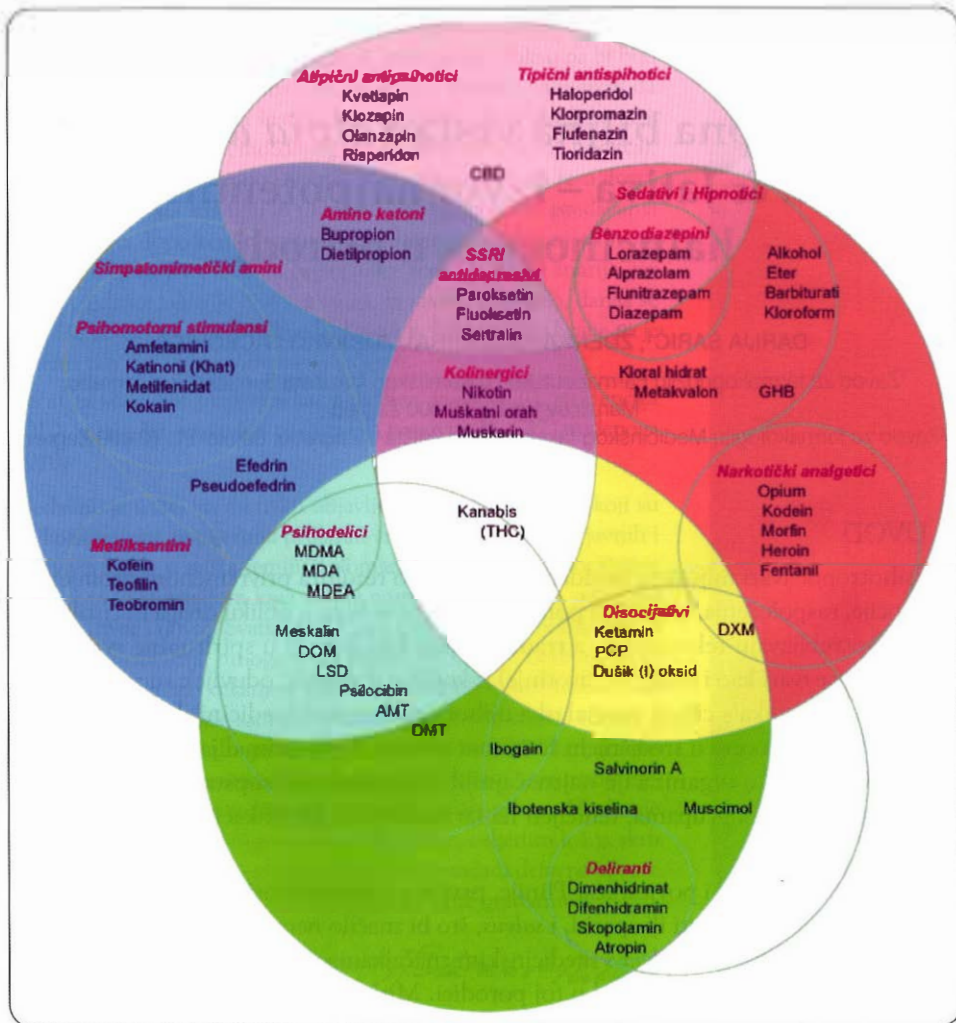 Atipični antipsihotici
Kvetiapin
Klozapin
Olanzapin
Risperidon
Tipični antispihotici
Haloperidol
Klorpromazin
Flufenazin
Tioridazin
CBD
Amino ketoni
Bupropion
Dietilpropion
SSRI
antidepresivi
Paroksetin
Fluoksetin
Sertralin
Sedativi i Hipnotici
Benzodiazepini
Lorazepam
Alprazolam
Flunitrazepam
Diazepam
Alkohol
Eter
Barbiturati
Kloroform
Kloral hidrat
Metakvalon
GHB
Simpatomimetički amini
Psihomotorni stimulansi
Amfetamini
Katinoni (Khat)
Metilfenidat
Kokain
Efedrin
Pseudoefedrin
Metilksantini
Kofein
Teofilin
Teobromin
Kolinergici
Nikotin
Muškatni orah
Muskarin
Kanabis
(THC)
Narkotički analgetici
Opium
Kodein
Morfin
Heroin
Fentanil
Psihodelici
MDMA
MDA
MDEA
Meskalin
DOM
LSD
Psilocibin
AMT
DMT
Disocijativi
Ketamin
PCP
Dušik (I) oksid
DXM
Ibogain
Salvinorin A
Ibotenska kiselina
Muscimol
Deliranti
Dimenhidrinat
Difenhidramin
Skopolamin
Atropin